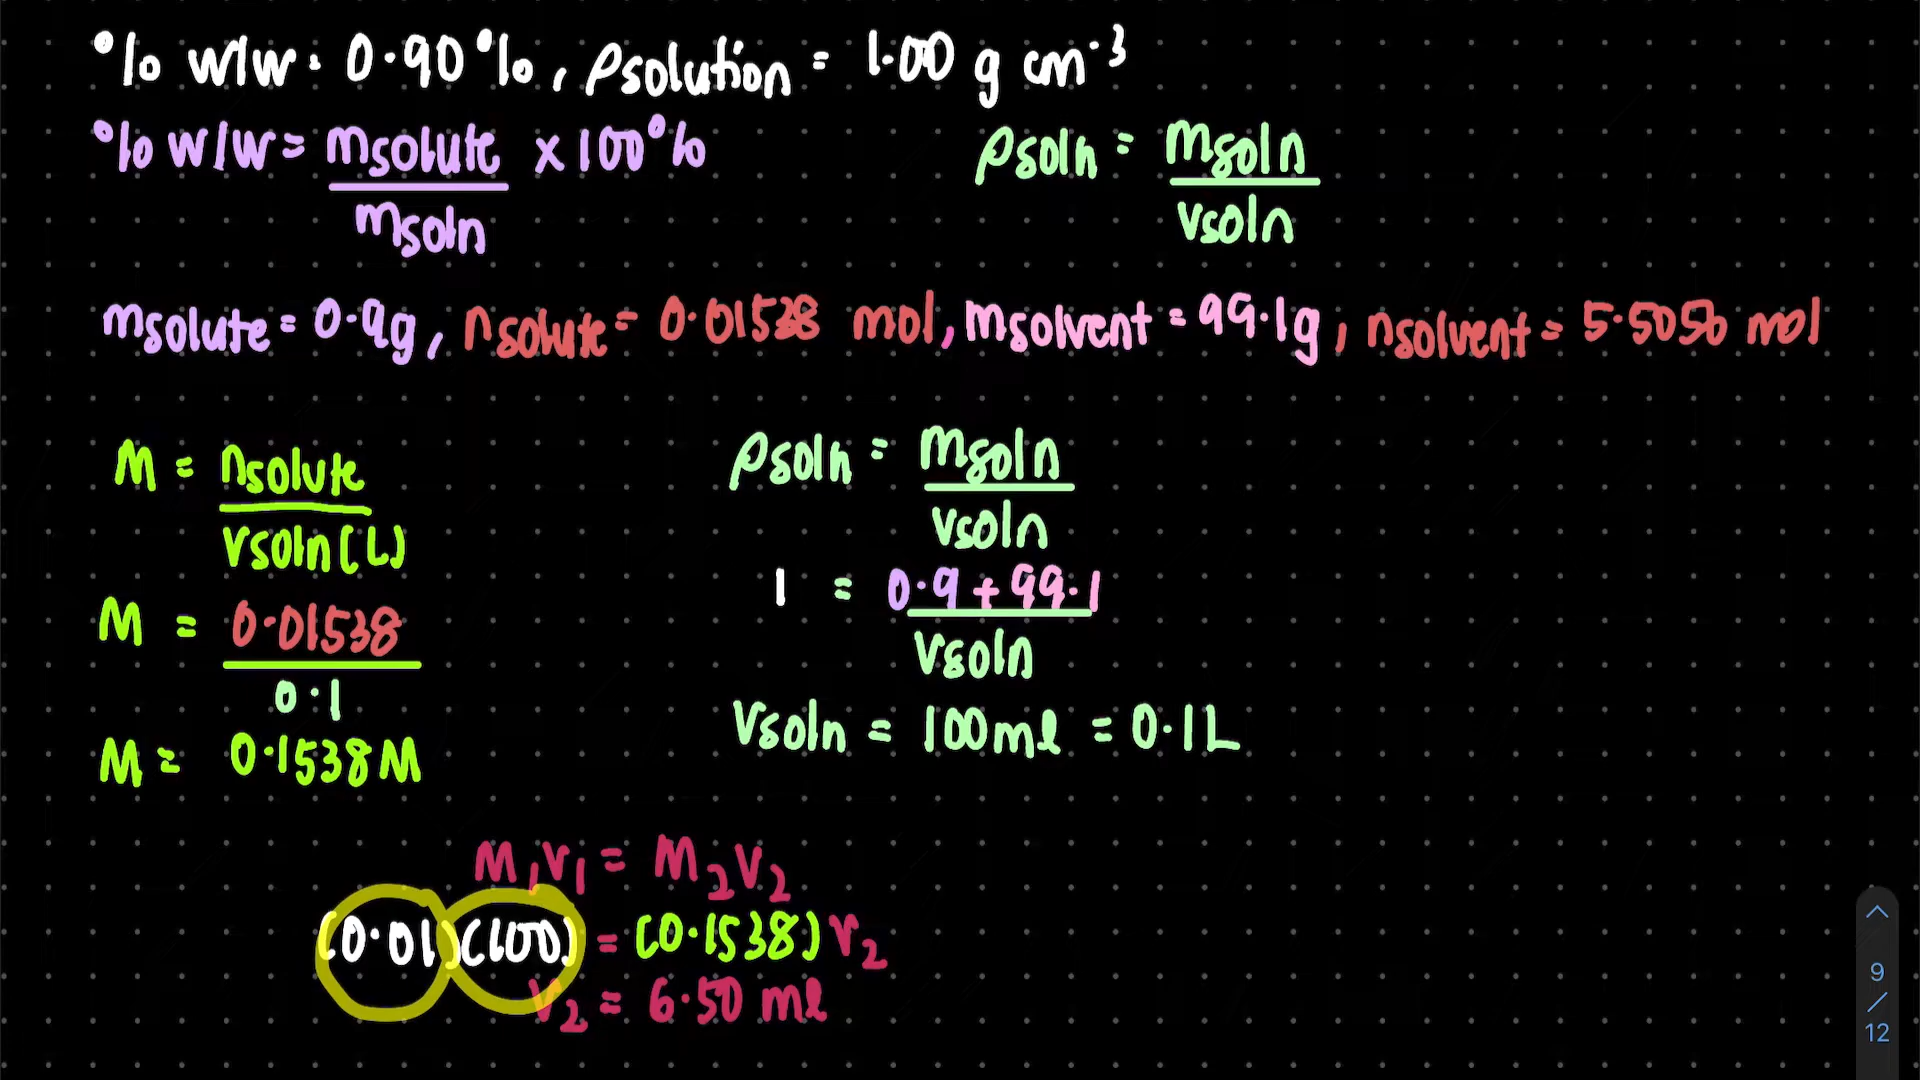 % w/w = 0.90%, ρsolution = 1.00 g cm⁻³
% w/w = msolute / msoln x 100% ρsoln = msoln / vsoln
msolute = 0.9g, nsolute = 0.01538 mol, msolvent = 99.1g, nsolvent = 5.5056 mol
M = nsolute / vsoln (L)
M = 0.01538 / 0.1
M = 0.1538 M
ρsoln = msoln / vsoln
1 = 0.9 + 99.1 / vsoln
vsoln = 100 ml = 0.1 L
M₁V₁ = M₂V₂
(0.01)(100) = (0.1538) V₂
V₂ = 6.50 ml
9
/
12